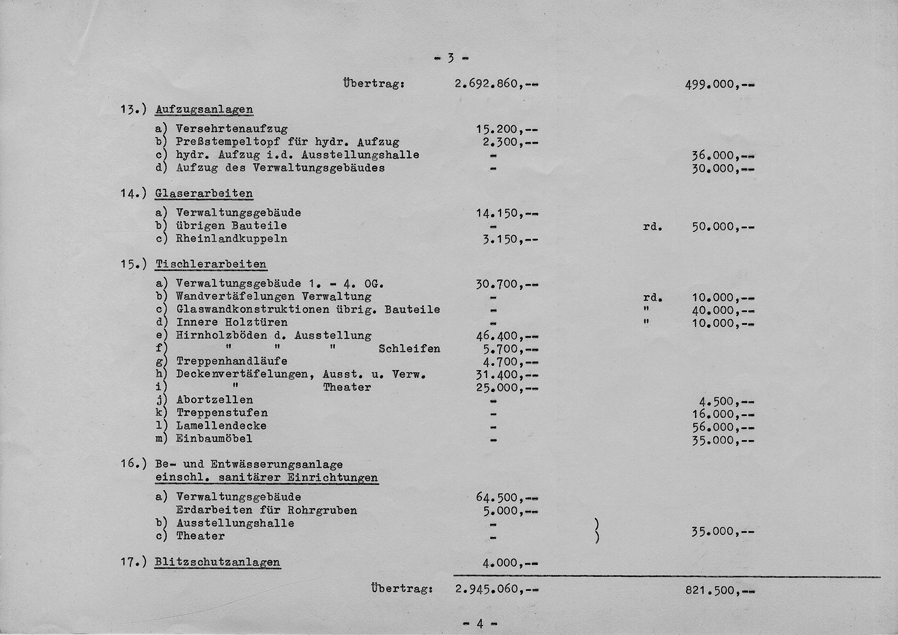 - 3 -
Übertrag: 2.692.860,-- 499.000,--
13.) Aufzugsanlagen
a) Versehrtenaufzug 15.200,--
b) Preßstempeltopf für hydr. Aufzug 2.300,--
c) hydr. Aufzug i.d. Ausstellungshalle - 36.000,--
d) Aufzug des Verwaltungsgebäudes - 30.000,--
14.) Glaserarbeiten
a) Verwaltungsgebäude 14.150,--
b) übrigen Bauteile - rd. 50.000,--
c) Rheinlandkuppeln 3.150,--
15.) Tischlerarbeiten
a) Verwaltungsgebäude 1. - 4. OG. 30.700,--
b) Wandvertäfelungen Verwaltung - rd. 10.000,--
c) Glaswandkonstruktionen übrig. Bauteile - " 40.000,--
d) Innere Holztüren - " 10.000,--
e) Hirnholzböden d. Ausstellung 46.400,--
f) " " " Schleifen 5.700,--
g) Treppenhandläufe 4.700,--
h) Deckenvertäfelungen, Ausst. u. Verw. 31.400,--
i) " Theater 25.000,--
j) Abortzellen - 4.500,--
k) Treppenstufen - 16.000,--
l) Lamellendecke - 56.000,--
m) Einbaumöbel - 35.000,--
16.) Be- und Entwässerungsanlage
einschl. sanitärer Einrichtungen
a) Verwaltungsgebäude 64.500,--
Erdarbeiten für Rohrgruben 5.000,--
b) Ausstellungshalle - )
c) Theater - ) 35.000,--
17.) Blitzschutzanlagen 4.000,--
Übertrag: 2.945.060,-- 821.500,--
- 4 -